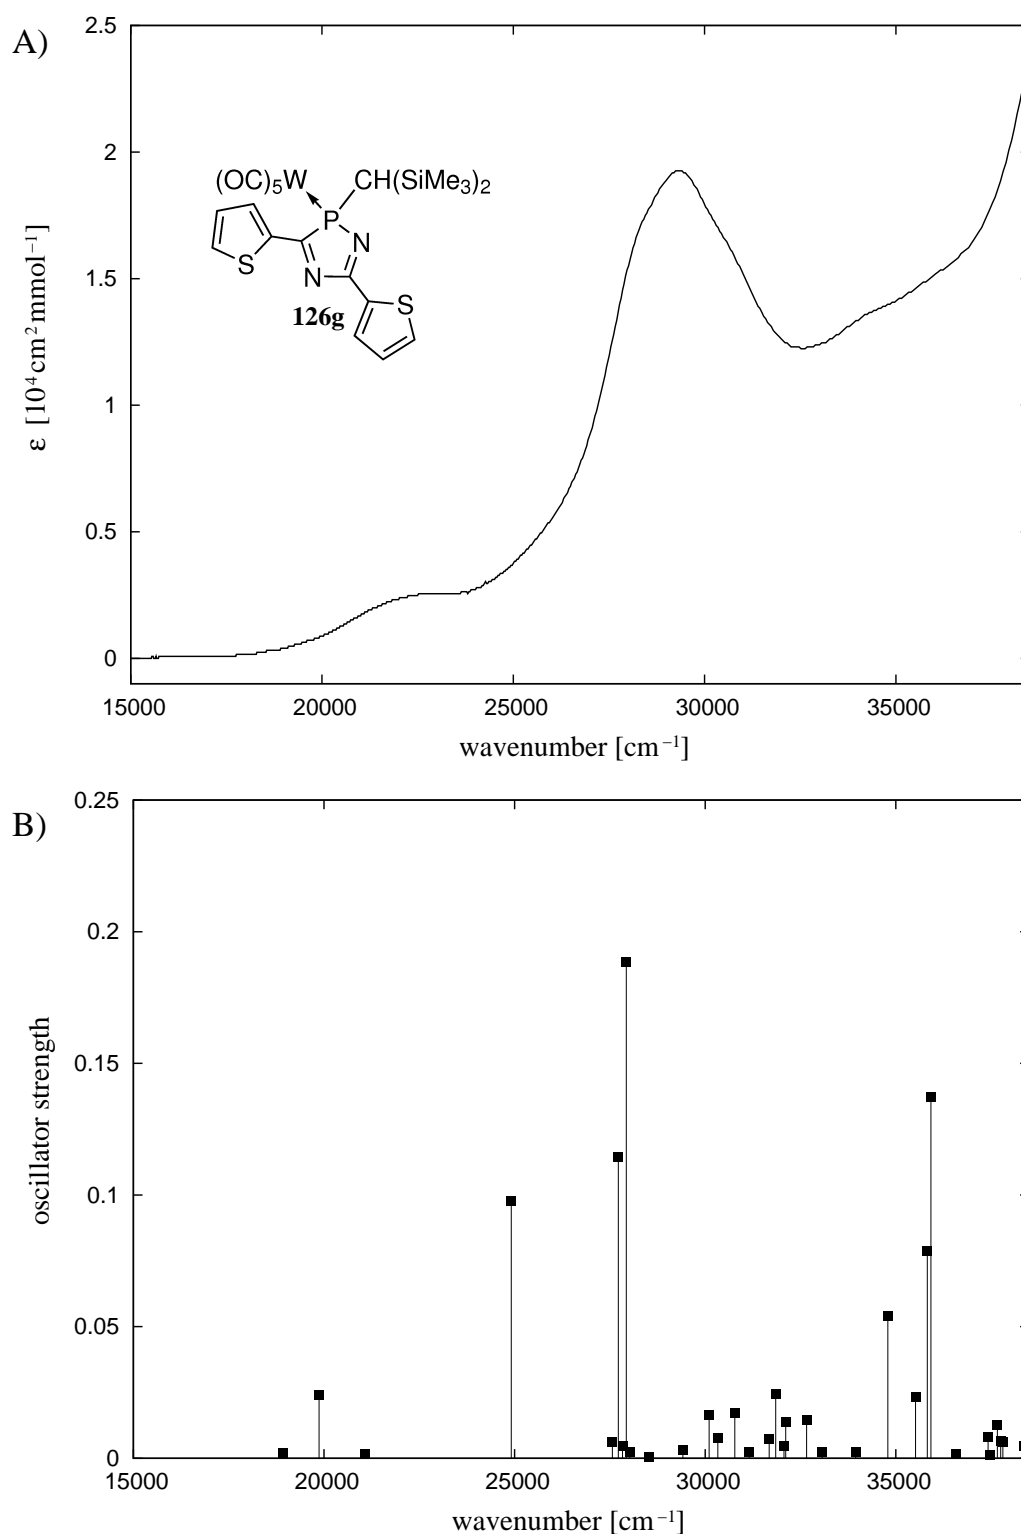 A)
2.5
2
1.5
1
0.5
0
ε [10⁴cm² mmol⁻¹]
(OC)₅W
CH(SiMe₃)₂
P
N
S
N
S
126g
15000 20000 25000 30000 35000
wavenumber [cm⁻¹]
B)
0.25
0.2
0.15
0.1
0.05
0
oscillator strength
15000 20000 25000 30000 35000
wavenumber [cm⁻¹]